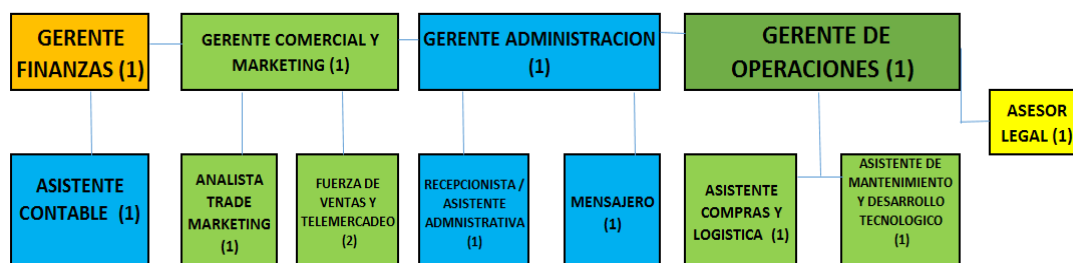 GERENTE
FINANZAS (1)
GERENTE COMERCIAL Y
MARKETING (1)
GERENTE ADMINISTRACION
(1)
GERENTE DE
OPERACIONES (1)
ASESOR
LEGAL (1)
ASISTENTE
CONTABLE (1)
ANALISTA
TRADE
MARKETING
(1)
FUERZA DE
VENTAS Y
TELEMERCADEO
(2)
RECEPCIONISTA /
ASISTENTE
ADMNISTRATIVA
(1)
MENSAJERO
(1)
ASISTENTE
COMPRAS Y
LOGISTICA (1)
ASISTENTE DE
MANTENIMIENTO
Y DESARROLLO
TECNOLOGICO
(1)